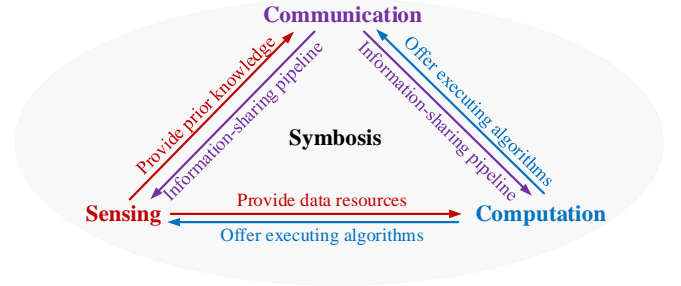 Communication
Provide prior knowledge
Information-sharing pipeline
Information-sharing pipeline
Offer executing algorithms
Symbosis
Sensing
Provide data resources
Offer executing algorithms
Computation